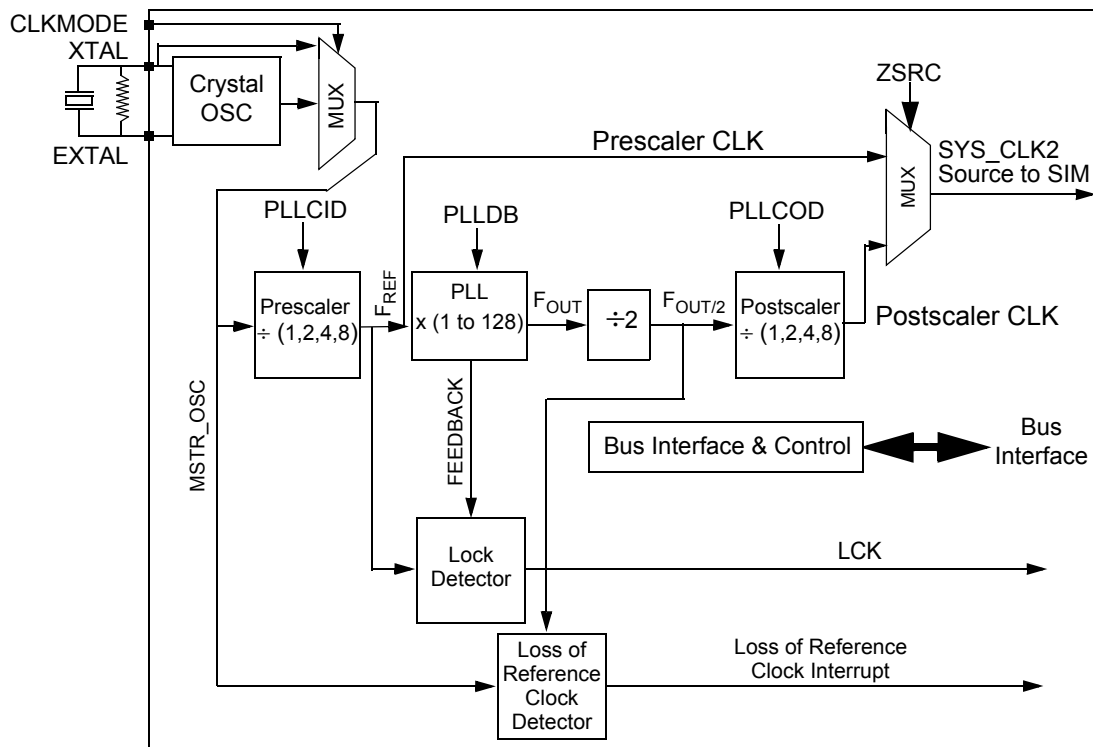 CLKMODE
XTAL
EXTAL
Crystal
OSC
MUX
ZSRC
Prescaler CLK
SYS_CLK2
Source to SIM
MUX
PLLCID
PLLDB
PLLCOD
Prescaler
÷ (1,2,4,8)
FREF
PLL
x (1 to 128)
FOUT
÷2
FOUT/2
Postscaler
÷ (1,2,4,8)
Postscaler CLK
MSTR_OSC
FEEDBACK
Bus Interface & Control
Bus
Interface
Lock
Detector
LCK
Loss of
Reference
Clock
Detector
Loss of Reference
Clock Interrupt